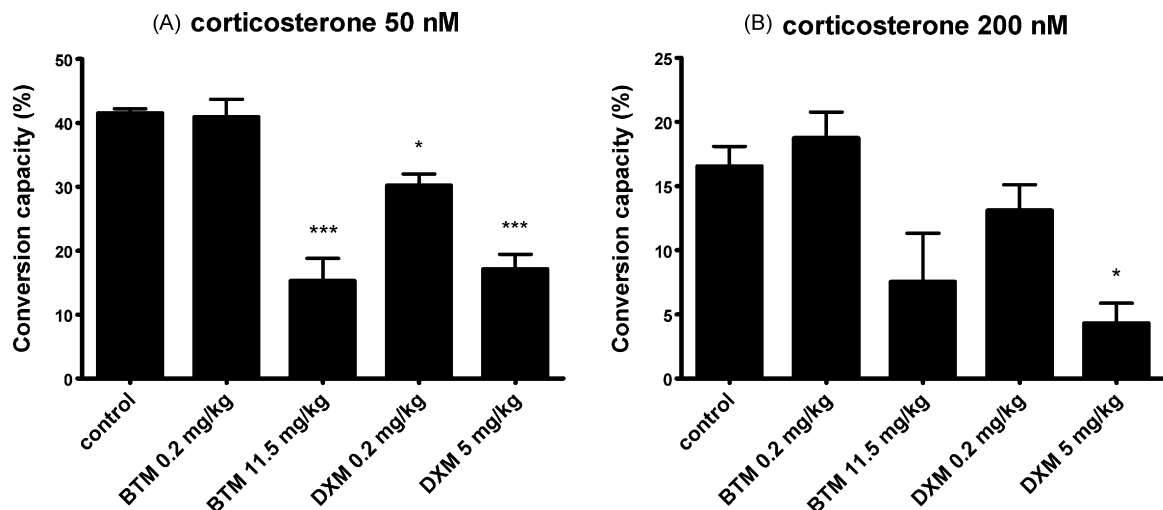 (A) corticosterone 50 nM
Conversion capacity (%)
50
40
30
20
10
0
*
***
***
control
BTM 0.2 mg/kg
BTM 11.5 mg/kg
DXM 0.2 mg/kg
DXM 5 mg/kg
(B) corticosterone 200 nM
Conversion capacity (%)
25
20
15
10
5
0
*
control
BTM 0.2 mg/kg
BTM 11.5 mg/kg
DXM 0.2 mg/kg
DXM 5 mg/kg